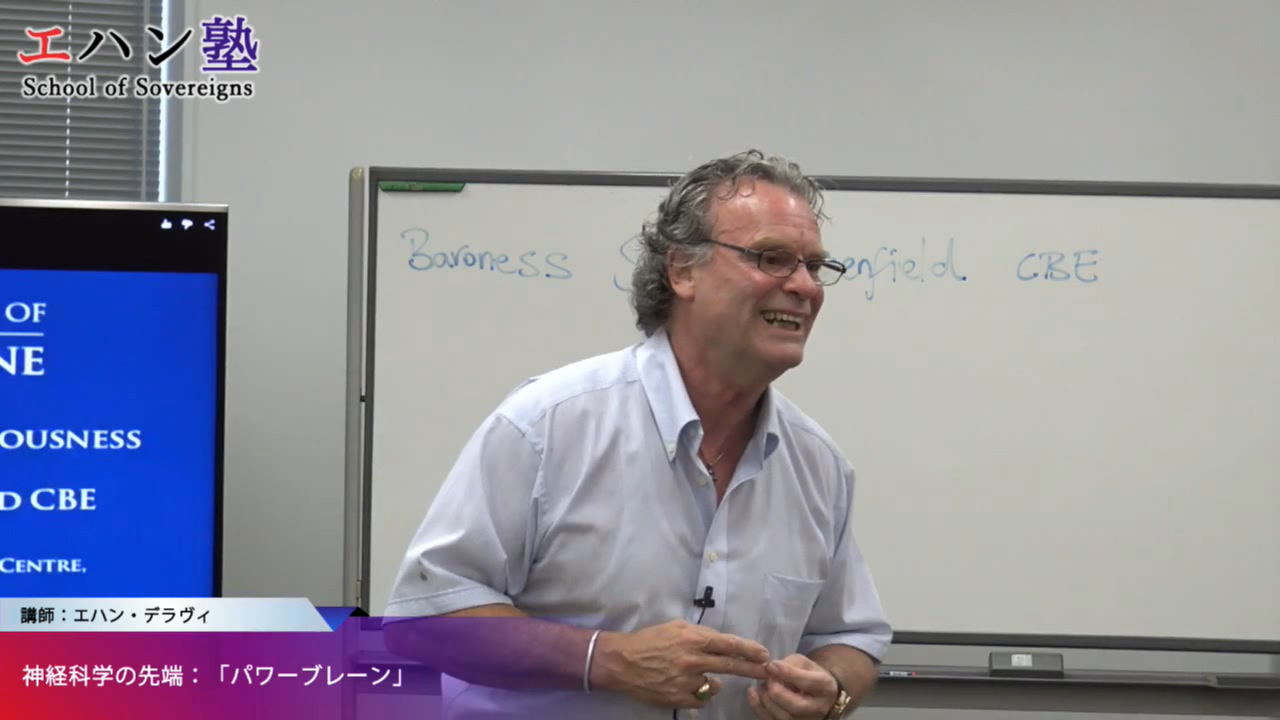 エハン塾
School of Sovereigns
Baroness S enfield CBE
OF
NE
OUSNESS
D CBE
CENTRE,
講師:エハン・デラヴィ
神経科学の先端:「パワーブレーン」